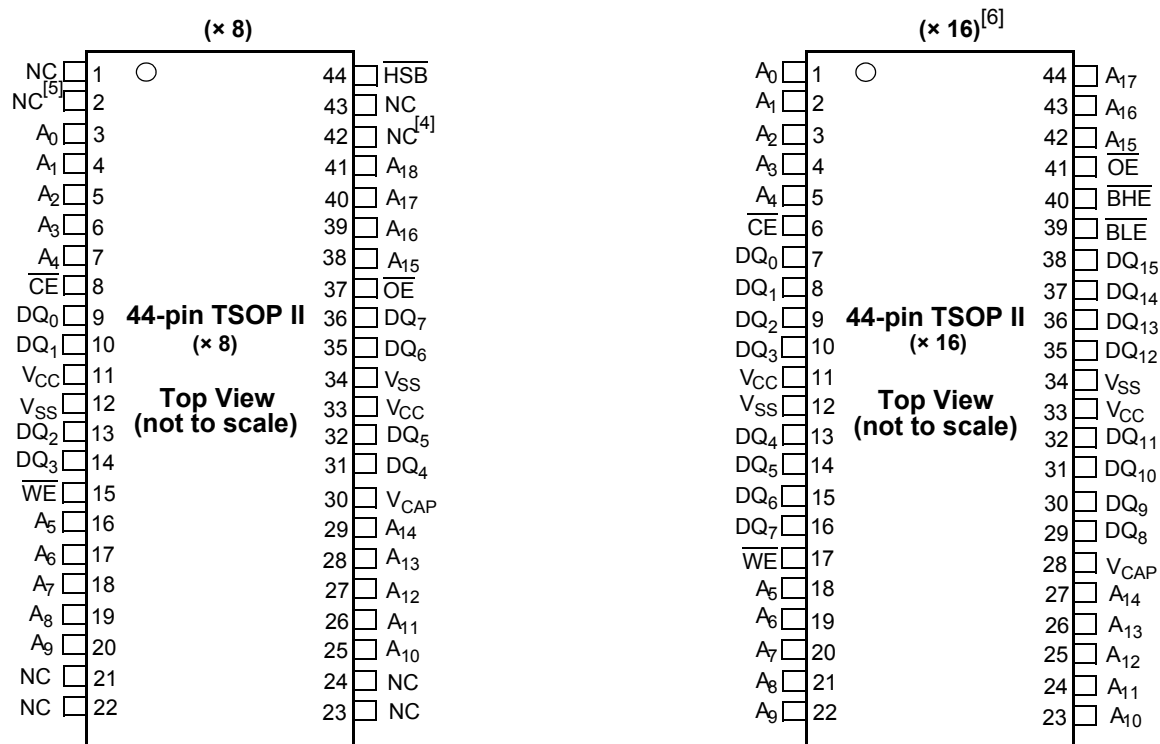 (× 8)
NC 1 44 H̅S̅B̅
NC[5] 2 43 NC
A0 3 42 NC[4]
A1 4 41 A18
A2 5 40 A17
A3 6 39 A16
A4 7 38 A15
C̅E̅ 8 37 O̅E̅
DQ0 9 44-pin TSOP II 36 DQ7
DQ1 10 (× 8) 35 DQ6
VCC 11 34 VSS
VSS 12 Top View 33 VCC
DQ2 13 (not to scale) 32 DQ5
DQ3 14 31 DQ4
W̅E̅ 15 30 VCAP
A5 16 29 A14
A6 17 28 A13
A7 18 27 A12
A8 19 26 A11
A9 20 25 A10
NC 21 24 NC
NC 22 23 NC
(× 16)[6]
A0 1 44 A17
A1 2 43 A16
A2 3 42 A15
A3 4 41 O̅E̅
A4 5 40 B̅H̅E̅
C̅E̅ 6 39 B̅L̅E̅
DQ0 7 38 DQ15
DQ1 8 37 DQ14
DQ2 9 44-pin TSOP II 36 DQ13
DQ3 10 (× 16) 35 DQ12
VCC 11 34 VSS
VSS 12 Top View 33 VCC
DQ4 13 (not to scale) 32 DQ11
DQ5 14 31 DQ10
DQ6 15 30 DQ9
DQ7 16 29 DQ8
W̅E̅ 17 28 VCAP
A5 18 27 A14
A6 19 26 A13
A7 20 25 A12
A8 21 24 A11
A9 22 23 A10